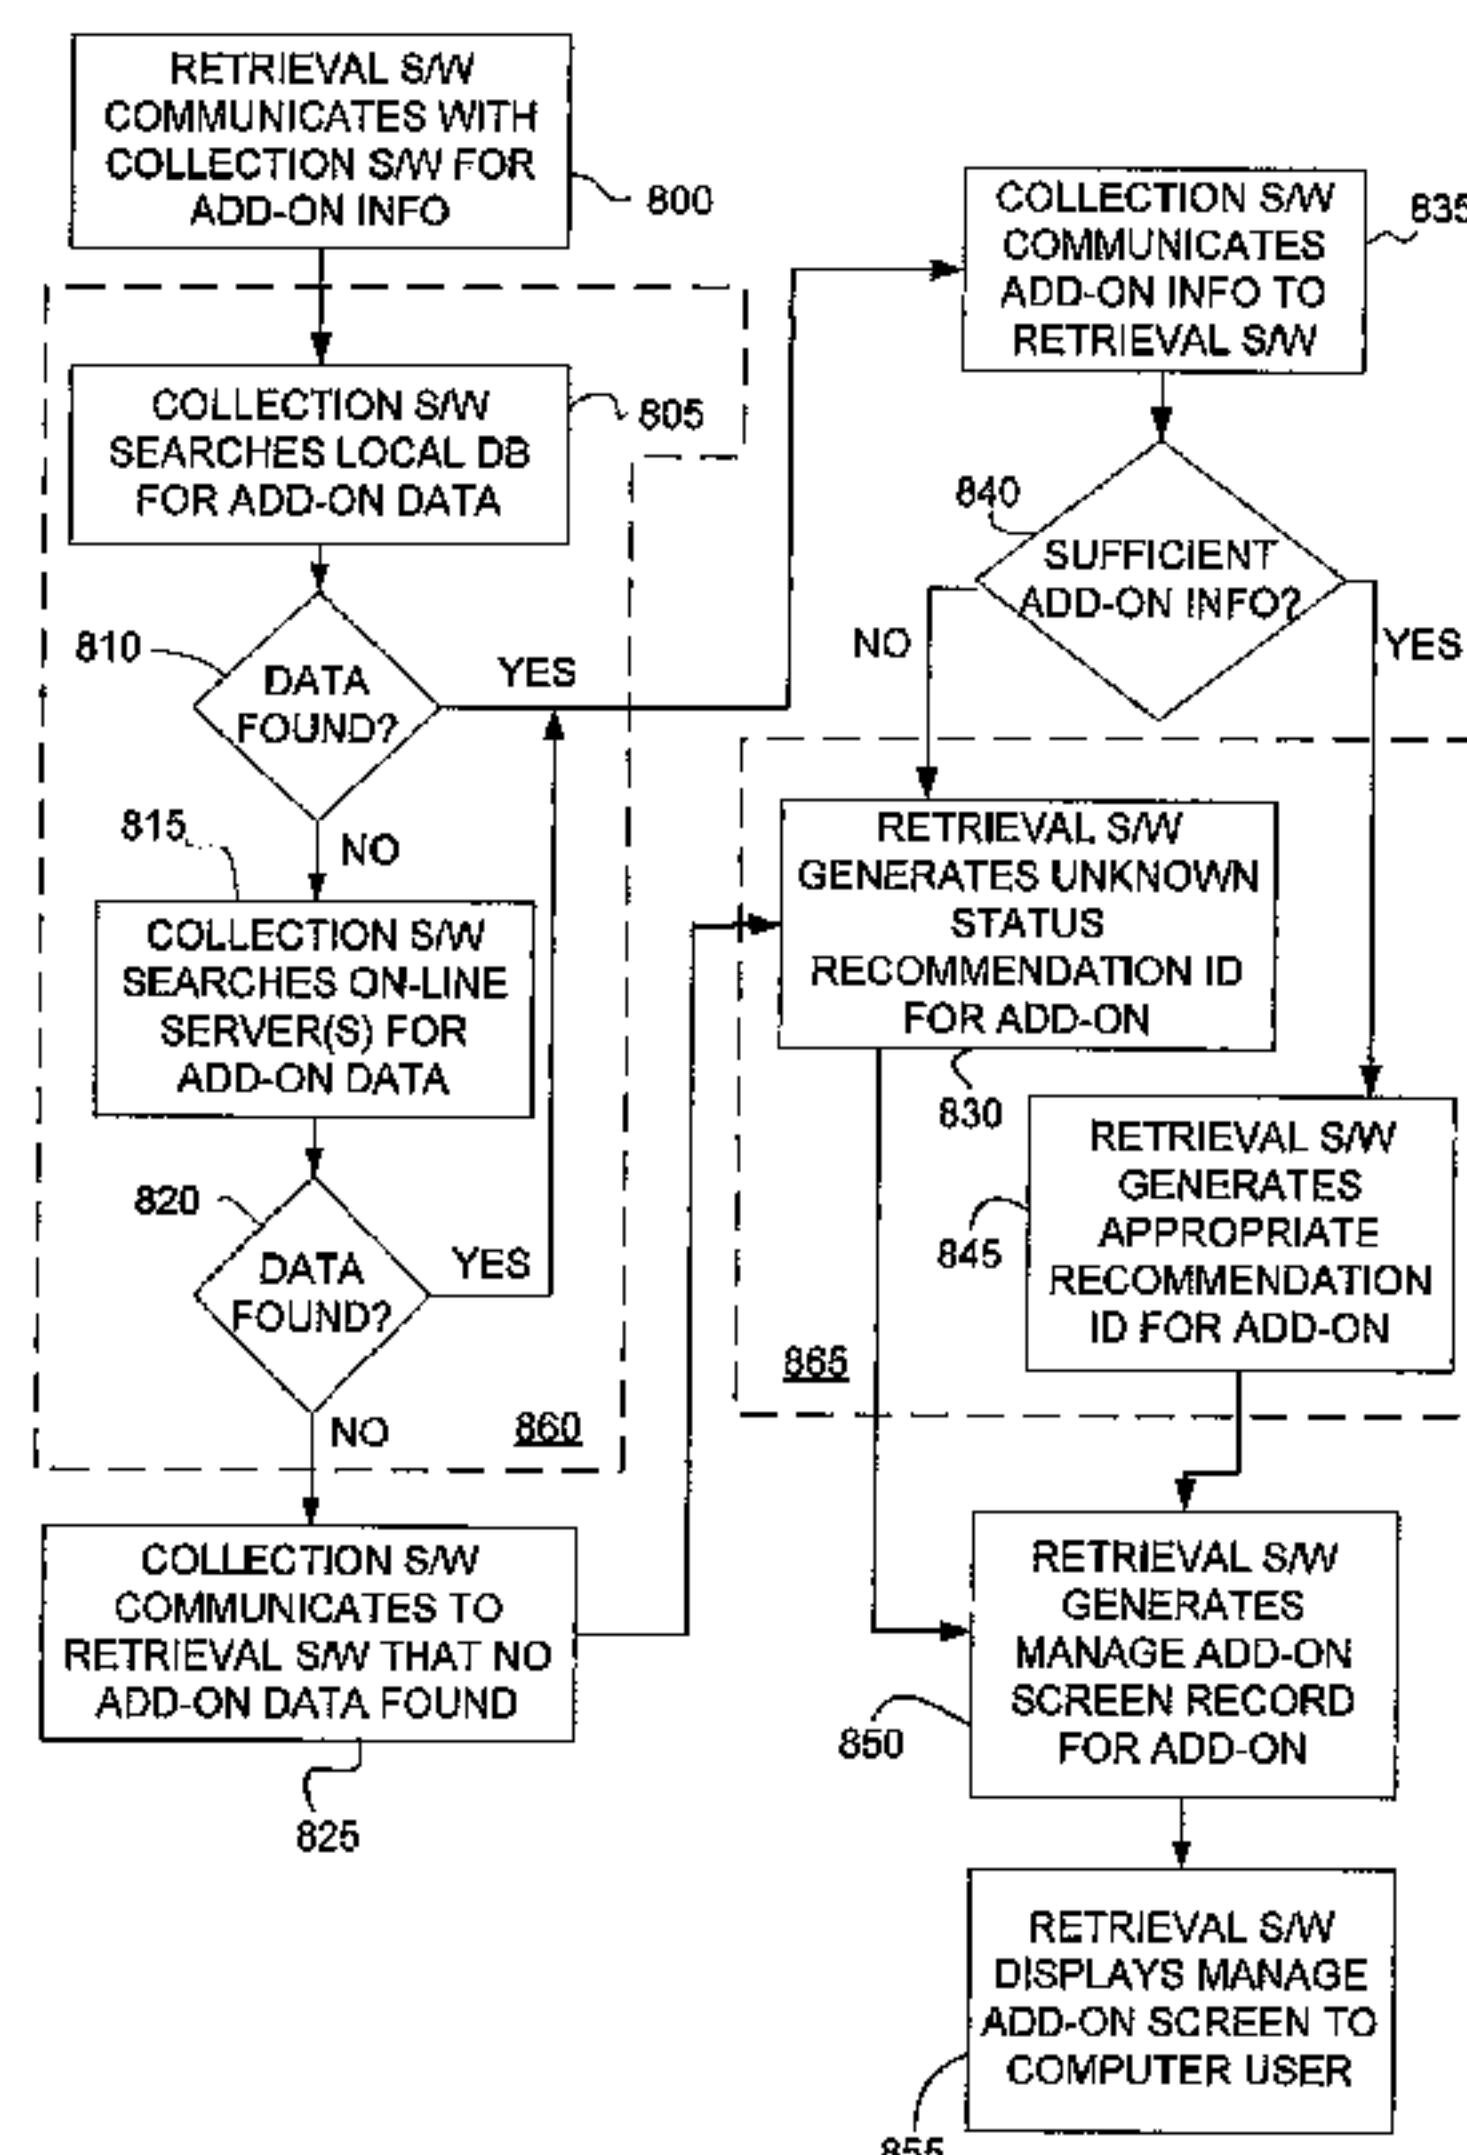 RETRIEVAL S/W
COMMUNICATES WITH
COLLECTION S/W FOR
ADD-ON INFO
800
COLLECTION S/W
SEARCHES LOCAL DB
FOR ADD-ON DATA
805
810
DATA
FOUND?
YES
NO
815
COLLECTION S/W
SEARCHES ON-LINE
SERVER(S) FOR
ADD-ON DATA
820
DATA
FOUND?
YES
NO
860
COLLECTION S/W
COMMUNICATES TO
RETRIEVAL S/W THAT NO
ADD-ON DATA FOUND
825
COLLECTION S/W
COMMUNICATES
ADD-ON INFO TO
RETRIEVAL S/W
835
840
SUFFICIENT
ADD-ON INFO?
NO
YES
RETRIEVAL S/W
GENERATES UNKNOWN
STATUS
RECOMMENDATION ID
FOR ADD-ON
830
RETRIEVAL S/W
GENERATES
APPROPRIATE
RECOMMENDATION
ID FOR ADD-ON
845
865
RETRIEVAL S/W
GENERATES
MANAGE ADD-ON
SCREEN RECORD
FOR ADD-ON
850
RETRIEVAL S/W
DISPLAYS MANAGE
ADD-ON SCREEN TO
COMPUTER USER
855